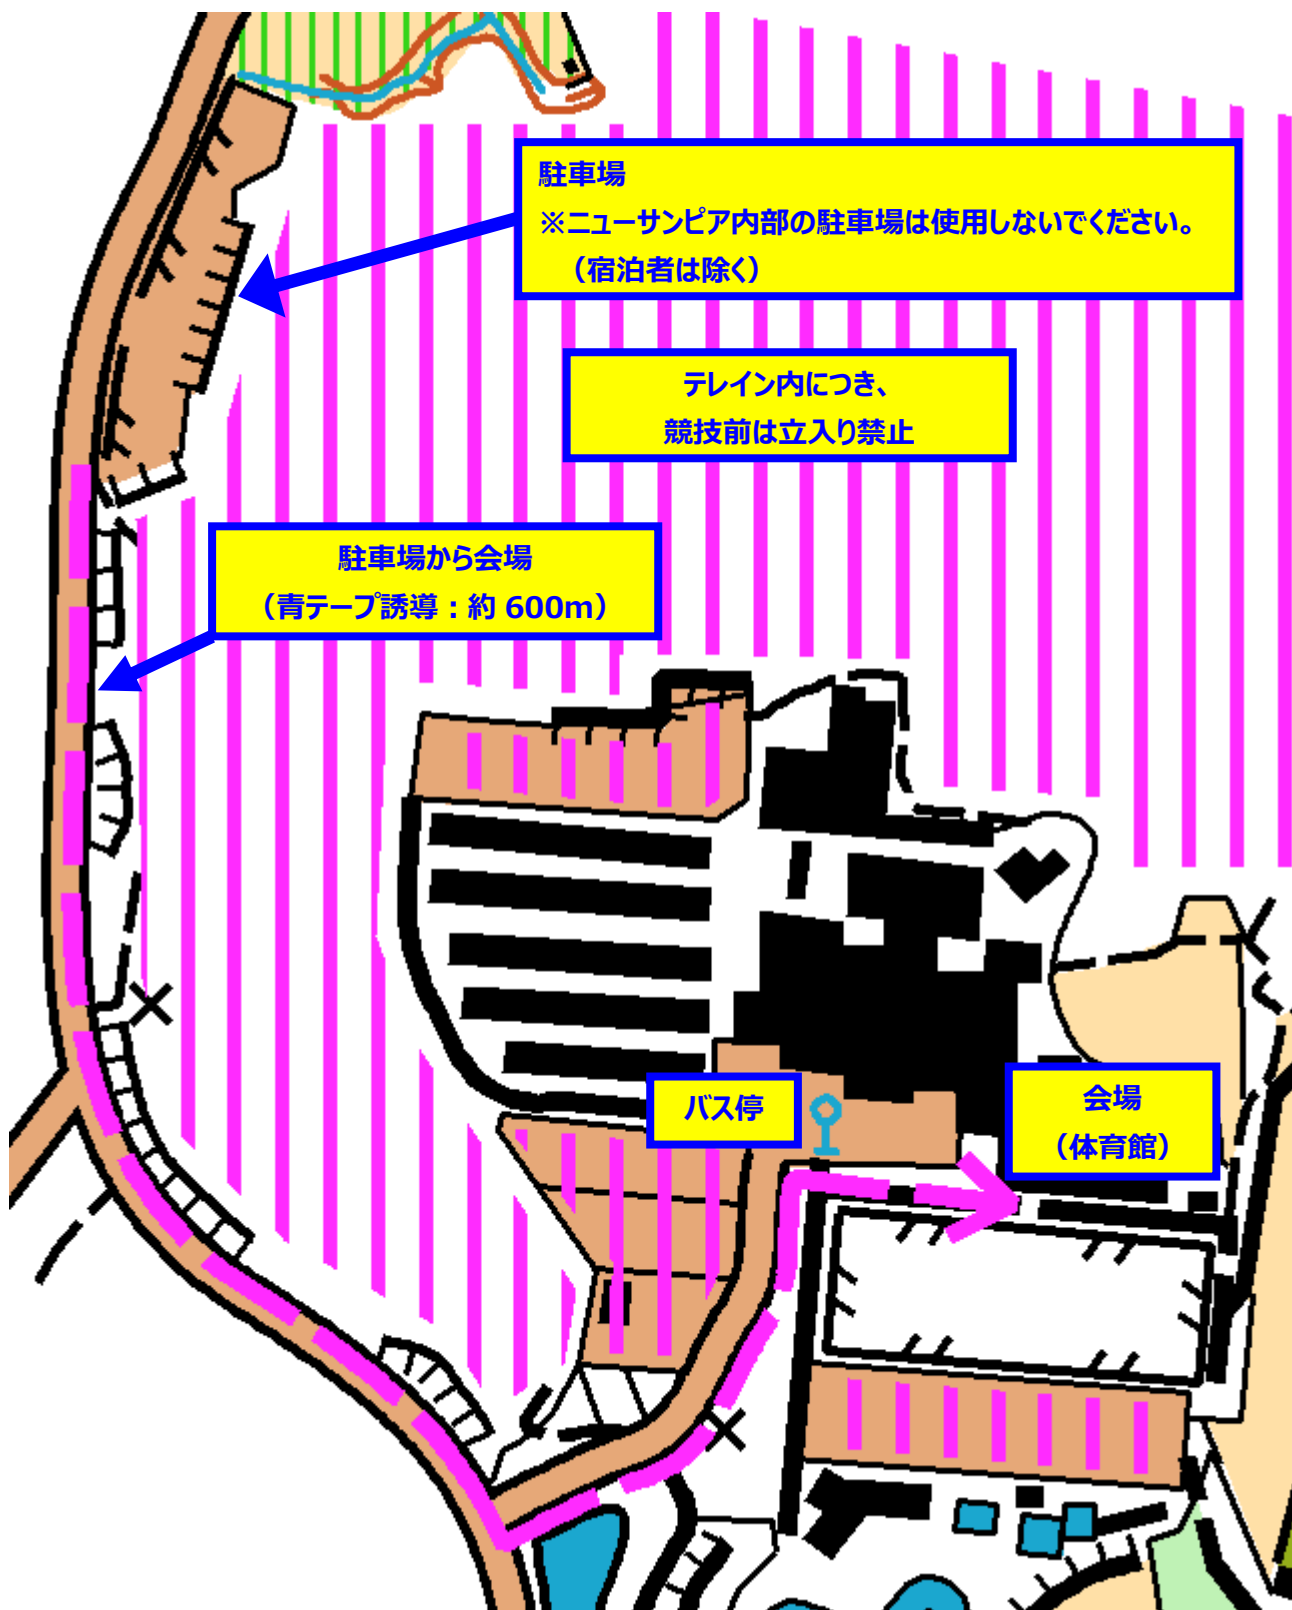 駐車場
※ニューサンピア内部の駐車場は使用しないでください。
（宿泊者は除く）
テレイン内につき、
競技前は立入り禁止
駐車場から会場
（青テープ誘導：約 600m）
バス停
会場
（体育館）